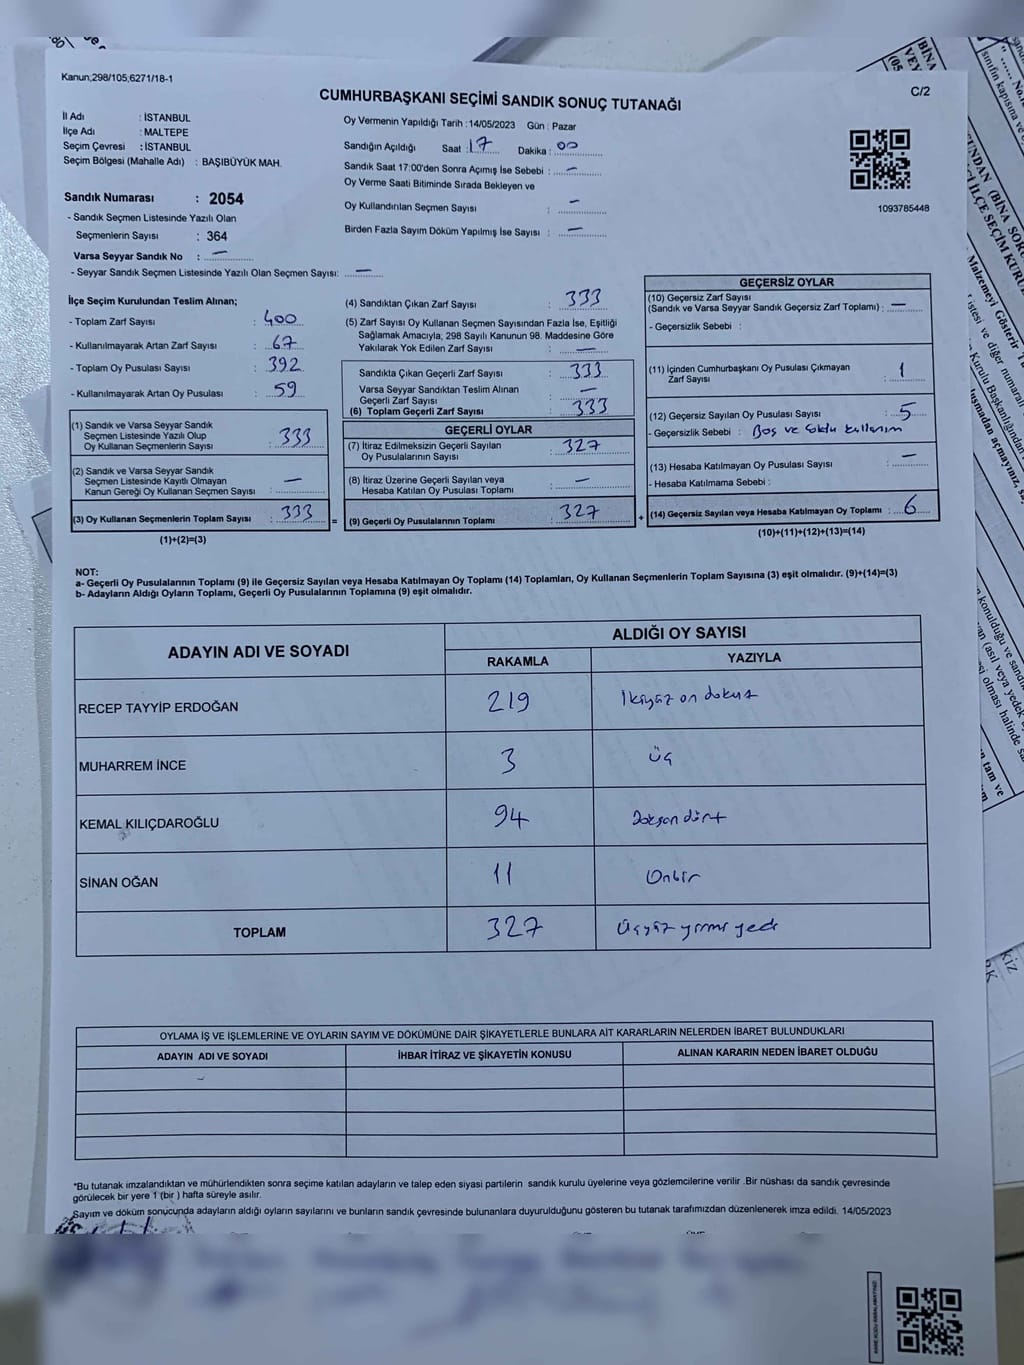 Kanun;298/105;6271/18-1
C/2
CUMHURBAŞKANI SEÇİMİ SANDIK SONUÇ TUTANAĞI
İl Adı : İSTANBUL
İlçe Adı : MALTEPE
Seçim Çevresi : İSTANBUL
Seçim Bölgesi (Mahalle Adı) : BAŞIBÜYÜK MAH.
Sandık Numarası : 2054
- Sandık Seçmen Listesinde Yazılı Olan
Seçmenlerin Sayısı : 364
Varsa Seyyar Sandık No : —
- Seyyar Sandık Seçmen Listesinde Yazılı Olan Seçmen Sayısı: —
Oy Vermenin Yapıldığı Tarih : 14/05/2023 Gün : Pazar
Sandığın Açıldığı Saat : 17 Dakika : 00
Sandık Saat 17:00'den Sonra Açımış İse Sebebi : —
Oy Verme Saati Bitiminde Sırada Bekleyen ve
Oy Kullandırılan Seçmen Sayısı : —
Birden Fazla Sayım Döküm Yapılmış İse Sayısı : —
1093785448
İlçe Seçim Kurulundan Teslim Alınan;
- Toplam Zarf Sayısı : 400
- Kullanılmayarak Artan Zarf Sayısı : 67
- Toplam Oy Pusulası Sayısı : 392
- Kullanılmayarak Artan Oy Pusulası : 59
(1) Sandık ve Varsa Seyyar Sandık
Seçmen Listesinde Yazılı Olup
Oy Kullanan Seçmenlerin Sayısı : 333
(2) Sandık ve Varsa Seyyar Sandık
Seçmen Listesinde Kayıtlı Olmayan
Kanun Gereği Oy Kullanan Seçmen Sayısı : —
(3) Oy Kullanan Seçmenlerin Toplam Sayısı : 333
(1)+(2)=(3)
(4) Sandıktan Çıkan Zarf Sayısı : 333
(5) Zarf Sayısı Oy Kullanan Seçmen Sayısından Fazla İse, Eşitliği
Sağlamak Amacıyla; 298 Sayılı Kanunun 98. Maddesine Göre
Yakılarak Yok Edilen Zarf Sayısı : —
Sandıkta Çıkan Geçerli Zarf Sayısı : 333
Varsa Seyyar Sandıktan Teslim Alınan
Geçerli Zarf Sayısı : —
(6) Toplam Geçerli Zarf Sayısı : 333
GEÇERLİ OYLAR
(7) İtiraz Edilmeksizin Geçerli Sayılan
Oy Pusulalarının Sayısı : 327
(8) İtiraz Üzerine Geçerli Sayılan veya
Hesaba Katılan Oy Pusulası Toplamı : —
= (9) Geçerli Oy Pusulalarının Toplamı : 327
GEÇERSİZ OYLAR
(10) Geçersiz Zarf Sayısı
(Sandık ve Varsa Seyyar Sandık Geçersiz Zarf Toplamı) : —
- Geçersizlik Sebebi :
(11) İçinden Cumhurbaşkanı Oy Pusulası Çıkmayan
Zarf Sayısı : 1
(12) Geçersiz Sayılan Oy Pusulası Sayısı : 5
- Geçersizlik Sebebi : Boş ve kullanım
(13) Hesaba Katılmayan Oy Pusulası Sayısı : —
- Hesaba Katılmama Sebebi :
+ (14) Geçersiz Sayılan veya Hesaba Katılmayan Oy Toplamı : 6
(10)+(11)+(12)+(13)=(14)
NOT:
a- Geçerli Oy Pusulalarının Toplamı (9) ile Geçersiz Sayılan veya Hesaba Katılmayan Oy Toplamı (14) Toplamları, Oy Kullanan Seçmenlerin Toplam Sayısına (3) eşit olmalıdır. (9)+(14)=(3)
b- Adayların Aldığı Oyların Toplamı, Geçerli Oy Pusulalarının Toplamına (9) eşit olmalıdır.
ADAYIN ADI VE SOYADI ALDIĞI OY SAYISI
RAKAMLA YAZIYLA
RECEP TAYYİP ERDOĞAN 219 İkiyüz on dokuz
MUHARREM İNCE 3 üç
KEMAL KILIÇDAROĞLU 94 Doksan dört
SİNAN OĞAN 11 Onbir
TOPLAM 327 Üçyüz yirmi yedi
OYLAMA İŞ VE İŞLEMLERİNE VE OYLARIN SAYIM VE DÖKÜMÜNE DAİR ŞİKAYETLERLE BUNLARA AİT KARARLARIN NELERDEN İBARET BULUNDUKLARI
ADAYIN ADI VE SOYADI İHBAR İTİRAZ VE ŞİKAYETİN KONUSU ALINAN KARARIN NEDEN İBARET OLDUĞU
*Bu tutanak imzalandıktan ve mühürlendikten sonra seçime katılan adayların ve talep eden siyasi partilerin sandık kurulu üyelerine veya gözlemcilerine verilir .Bir nüshası da sandık çevresinde
görülecek bir yere 1 (bir ) hafta süreyle asılır.
Sayım ve döküm sonucunda adayların aldığı oyların sayılarını ve bunların sandık çevresinde bulunanlara duyurulduğunu gösteren bu tutanak tarafımızdan düzenlenerek imza edildi. 14/05/2023